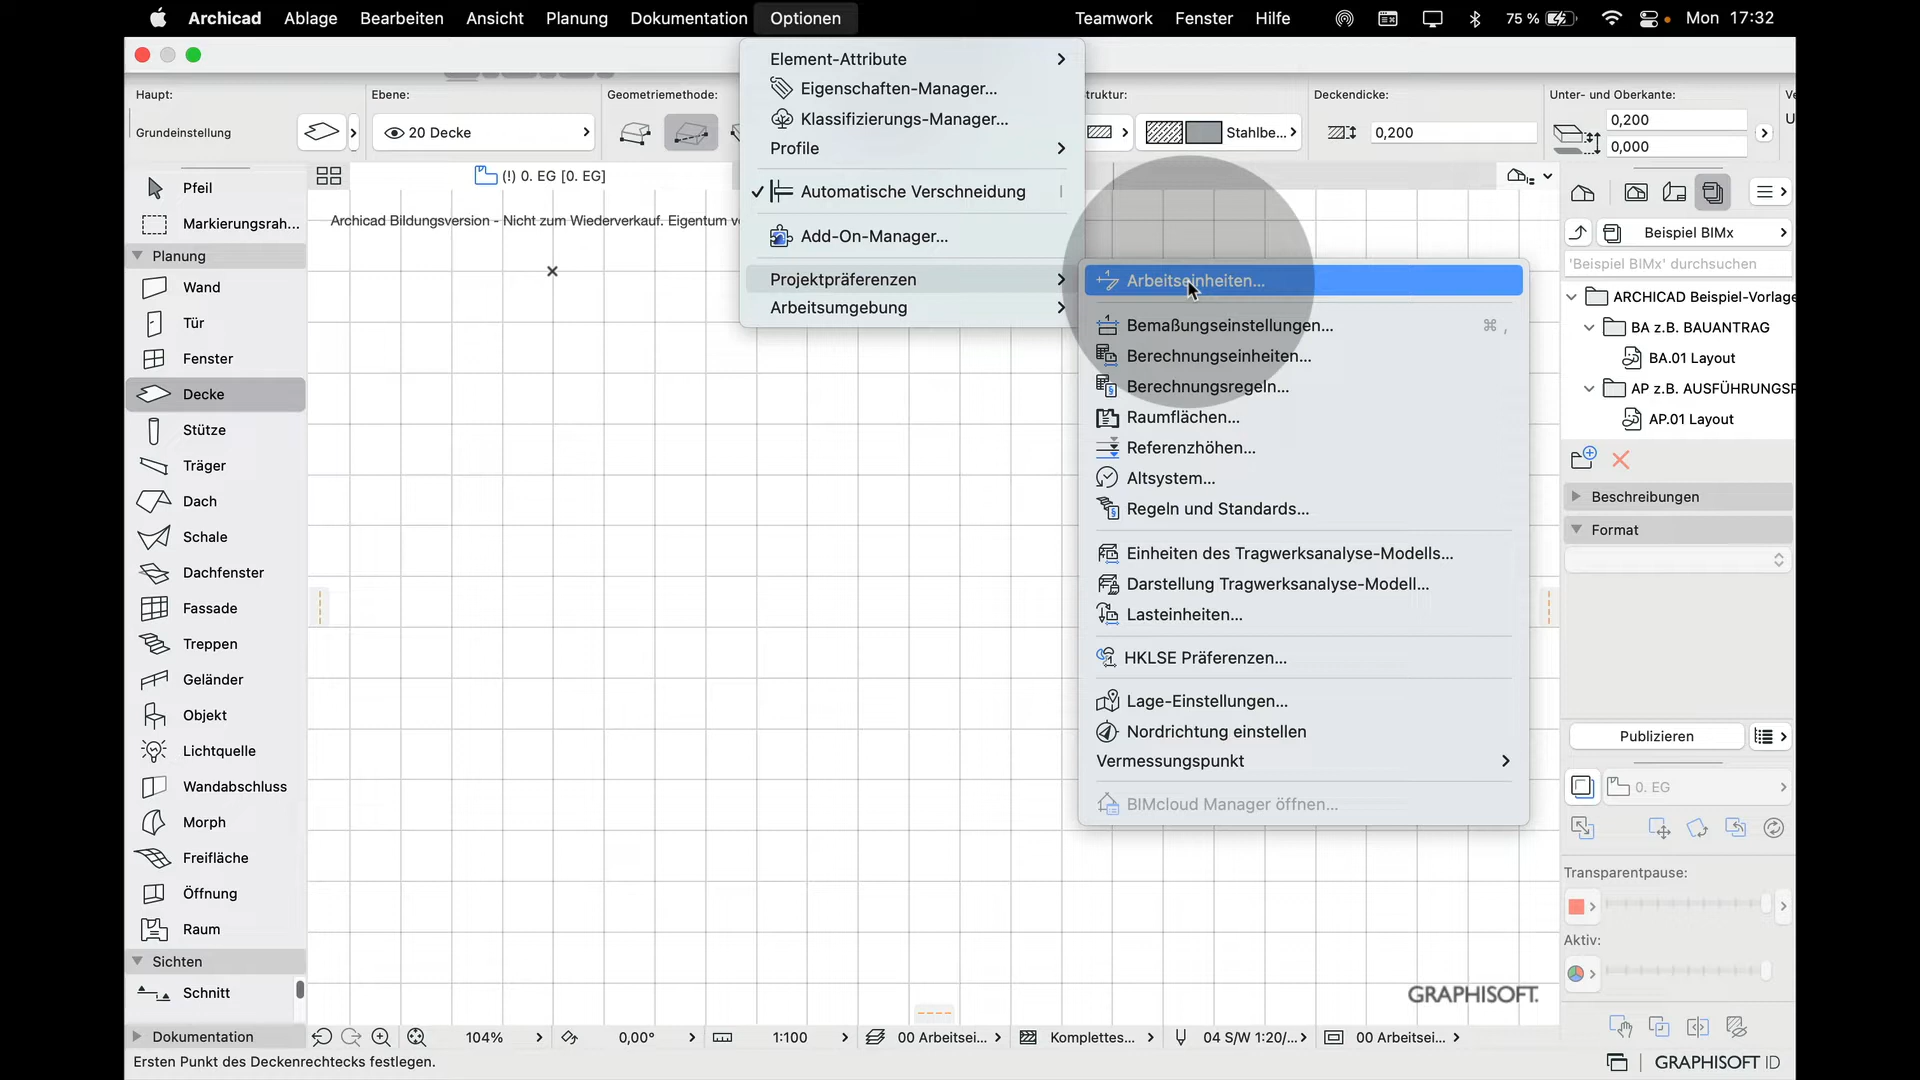 Archicad Ablage Bearbeiten Ansicht Planung Dokumentation Optionen Teamwork Fenster Hilfe 75 % Mon 17:32
Element-Attribute
Eigenschaften-Manager...
Klassifizierungs-Manager...
Profile
Automatische Verschneidung
Add-On-Manager...
Projektpräferenzen
Arbeitsumgebung
Arbeitseinheiten...
Bemaßungseinstellungen... ⌘ ,
Berechnungseinheiten...
Berechnungsregeln...
Raumflächen...
Referenzhöhen...
Altsystem...
Regeln und Standards...
Einheiten des Tragwerksanalyse-Modells...
Darstellung Tragwerksanalyse-Modell...
Lasteinheiten...
HKLSE Präferenzen...
Lage-Einstellungen...
Nordrichtung einstellen
Vermessungspunkt
BIMcloud Manager öffnen...
Haupt:
Grundeinstellung
Ebene:
20 Decke
Geometriemethode:
truktur:
Stahlbe...
Deckendicke:
0,200
Unter- und Oberkante:
0,200
0,000
(!) 0. EG [0. EG]
Archicad Bildungsversion - Nicht zum Wiederverkauf. Eigentum v
Pfeil
Markierungsrah...
Planung
Wand
Tür
Fenster
Decke
Stütze
Träger
Dach
Schale
Dachfenster
Fassade
Treppen
Geländer
Objekt
Lichtquelle
Wandabschluss
Morph
Freifläche
Öffnung
Raum
Sichten
Schnitt
Dokumentation
Beispiel BIMx
'Beispiel BIMx' durchsuchen
ARCHICAD Beispiel-Vorlage
BA z.B. BAUANTRAG
BA.01 Layout
AP z.B. AUSFÜHRUNGSP
AP.01 Layout
Beschreibungen
Format
Publizieren
0. EG
Transparentpause:
Aktiv:
GRAPHISOFT.
104% 0,00° 1:100 00 Arbeitsei... Komplettes... 04 S/W 1:20/... 00 Arbeitsei...
Ersten Punkt des Deckenrechtecks festlegen.
GRAPHISOFT ID